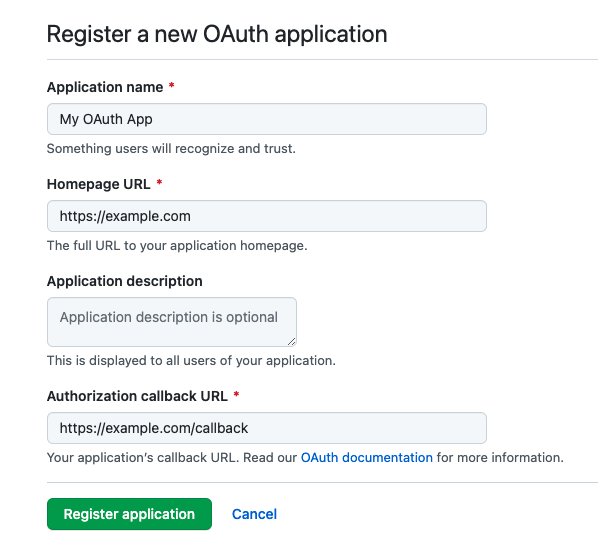 Register a new OAuth application
Application name *
My OAuth App
Something users will recognize and trust.
Homepage URL *
https://example.com
The full URL to your application homepage.
Application description
Application description is optional
This is displayed to all users of your application.
Authorization callback URL *
https://example.com/callback
Your application’s callback URL. Read our OAuth documentation for more information.
Register application Cancel